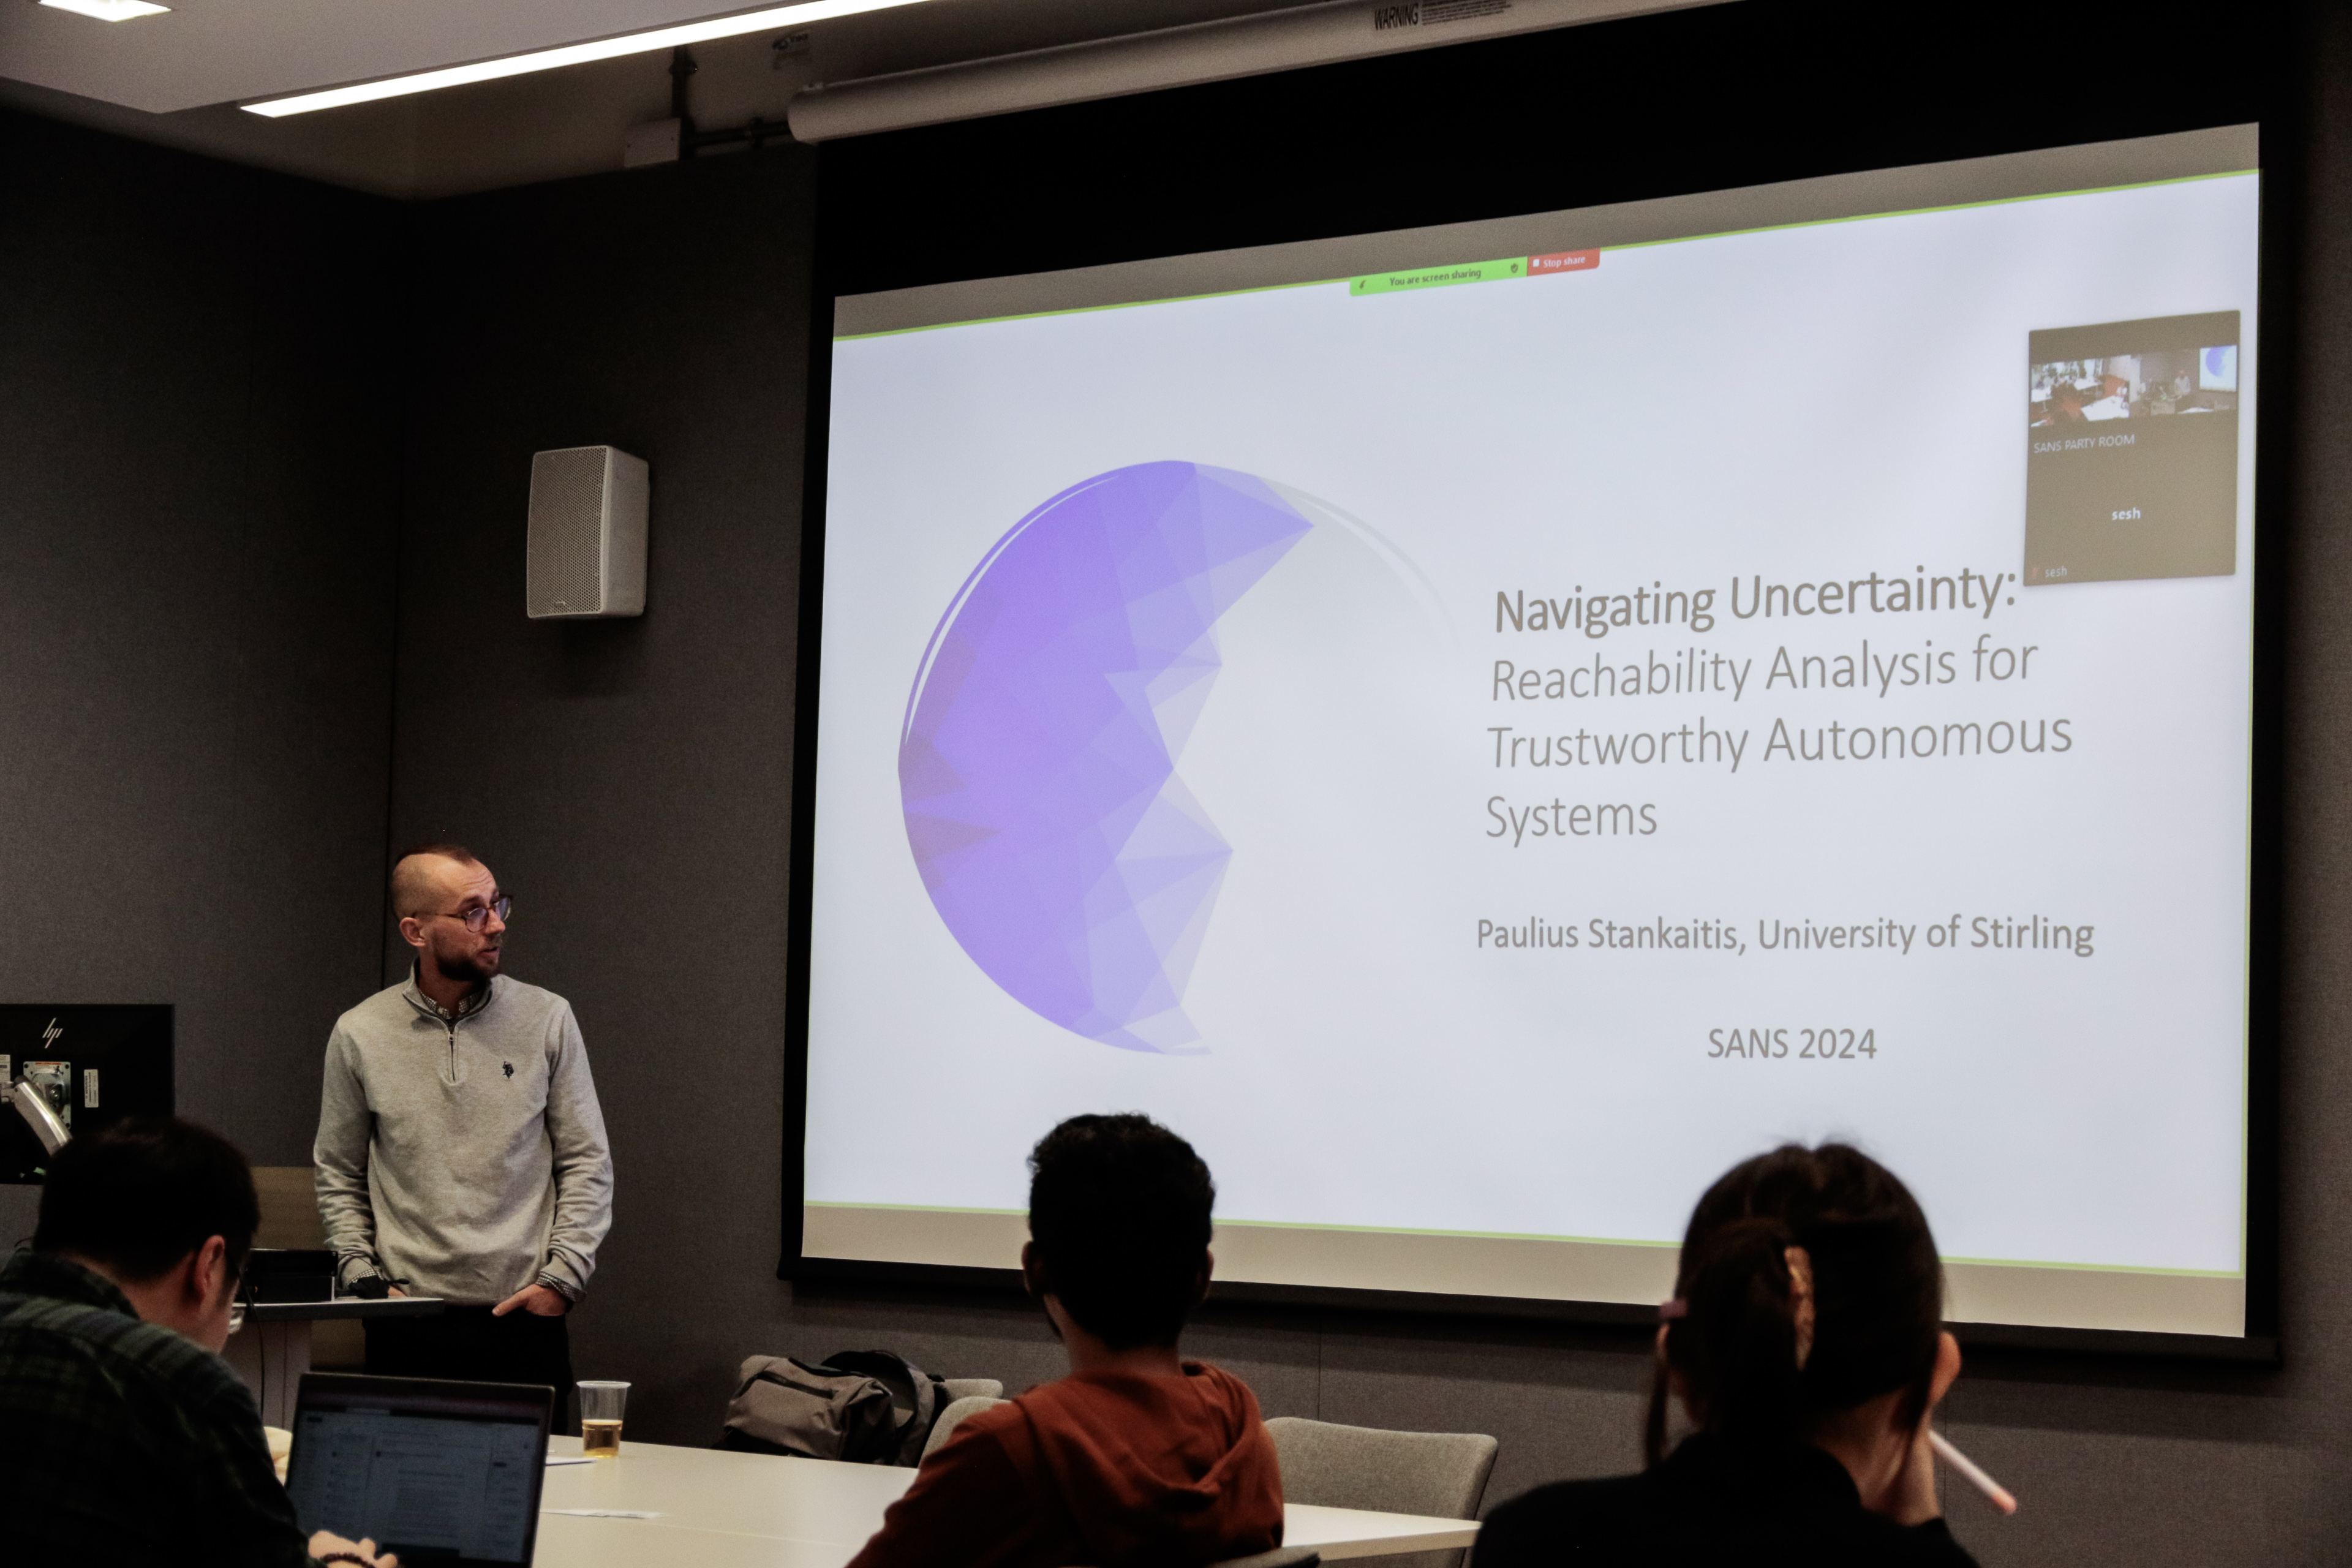 WARNING
You are screen sharing
Stop share
SANS PARTY ROOM
sesh
sesh
Navigating Uncertainty:
Reachability Analysis for
Trustworthy Autonomous
Systems
Paulius Stankaitis, University of Stirling
SANS 2024
hp